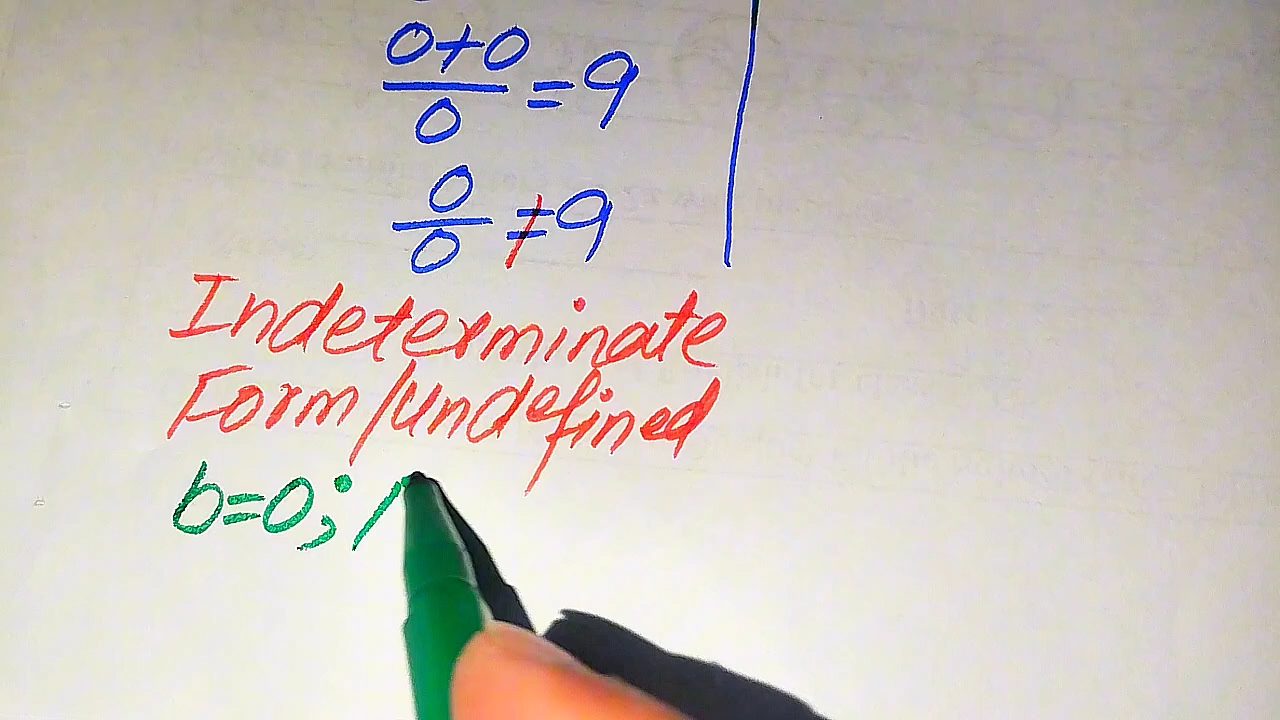 0+0/0 = 9
0/0 ≠ 9
Indeterminate
Form/undefined
b=0;